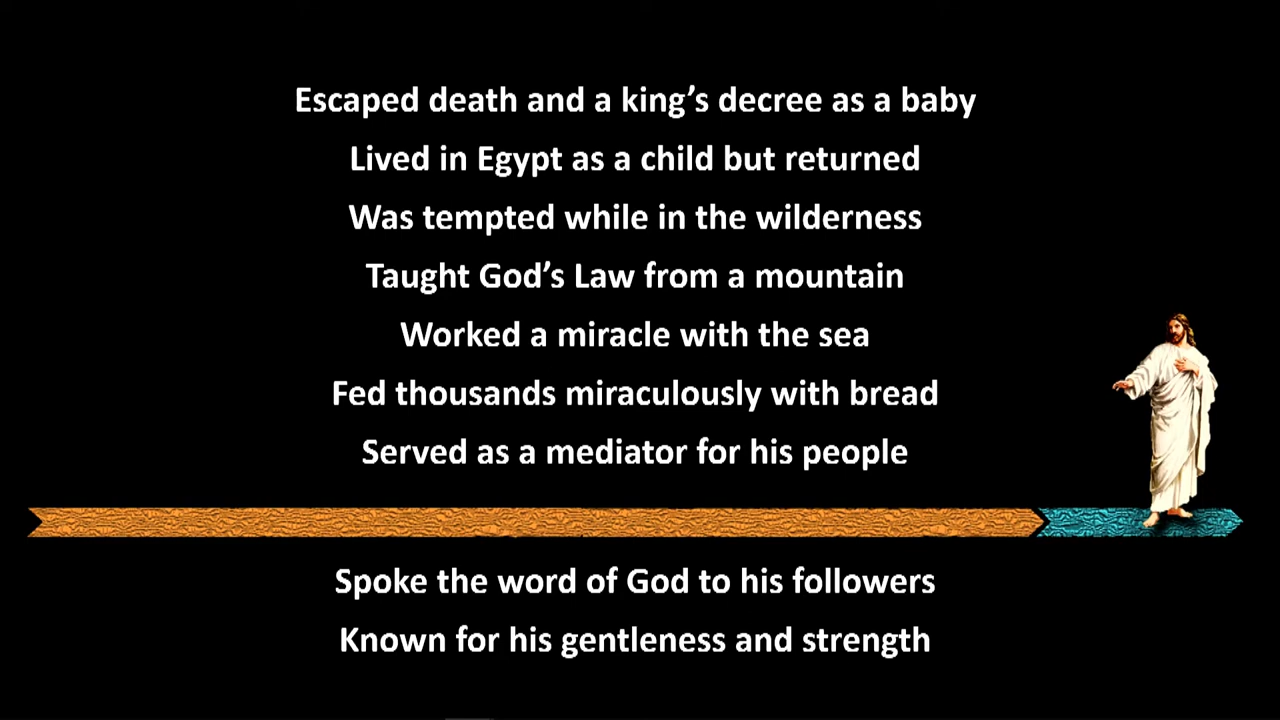 Escaped death and a king’s decree as a baby
Lived in Egypt as a child but returned
Was tempted while in the wilderness
Taught God’s Law from a mountain
Worked a miracle with the sea
Fed thousands miraculously with bread
Served as a mediator for his people
Spoke the word of God to his followers
Known for his gentleness and strength